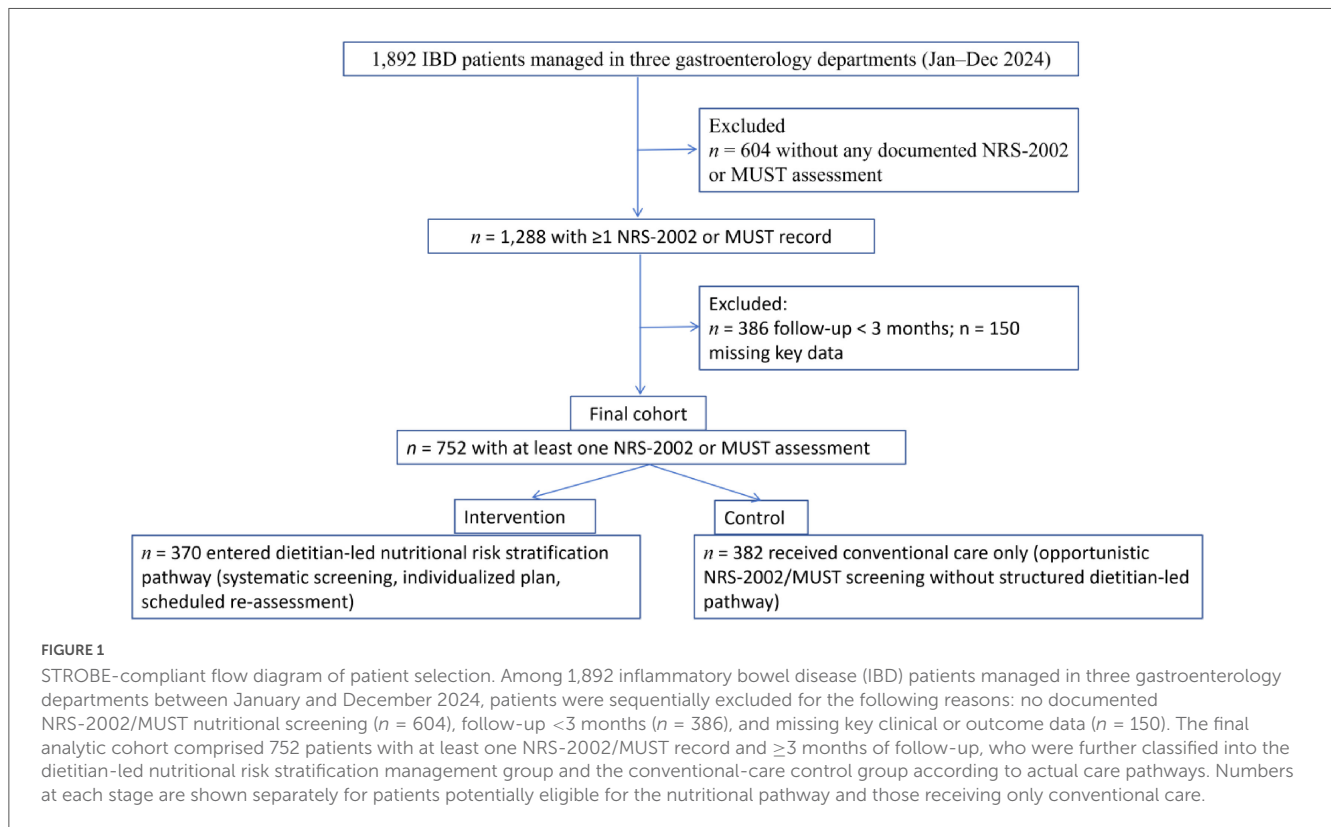 1,892 IBD patients managed in three gastroenterology departments (Jan–Dec 2024)
Excluded
n = 604 without any documented NRS-2002
or MUST assessment
n = 1,288 with ≥1 NRS-2002 or MUST record
Excluded:
n = 386 follow-up < 3 months; n = 150
missing key data
Final cohort
n = 752 with at least one NRS-2002 or MUST assessment
Intervention
Control
n = 370 entered dietitian-led nutritional risk stratification
pathway (systematic screening, individualized plan,
scheduled re-assessment)
n = 382 received conventional care only (opportunistic
NRS-2002/MUST screening without structured dietitian-led
pathway)
FIGURE 1
STROBE-compliant flow diagram of patient selection. Among 1,892 inflammatory bowel disease (IBD) patients managed in three gastroenterology
departments between January and December 2024, patients were sequentially excluded for the following reasons: no documented
NRS-2002/MUST nutritional screening (n = 604), follow-up <3 months (n = 386), and missing key clinical or outcome data (n = 150). The final
analytic cohort comprised 752 patients with at least one NRS-2002/MUST record and ≥3 months of follow-up, who were further classified into the
dietitian-led nutritional risk stratification management group and the conventional-care control group according to actual care pathways. Numbers
at each stage are shown separately for patients potentially eligible for the nutritional pathway and those receiving only conventional care.